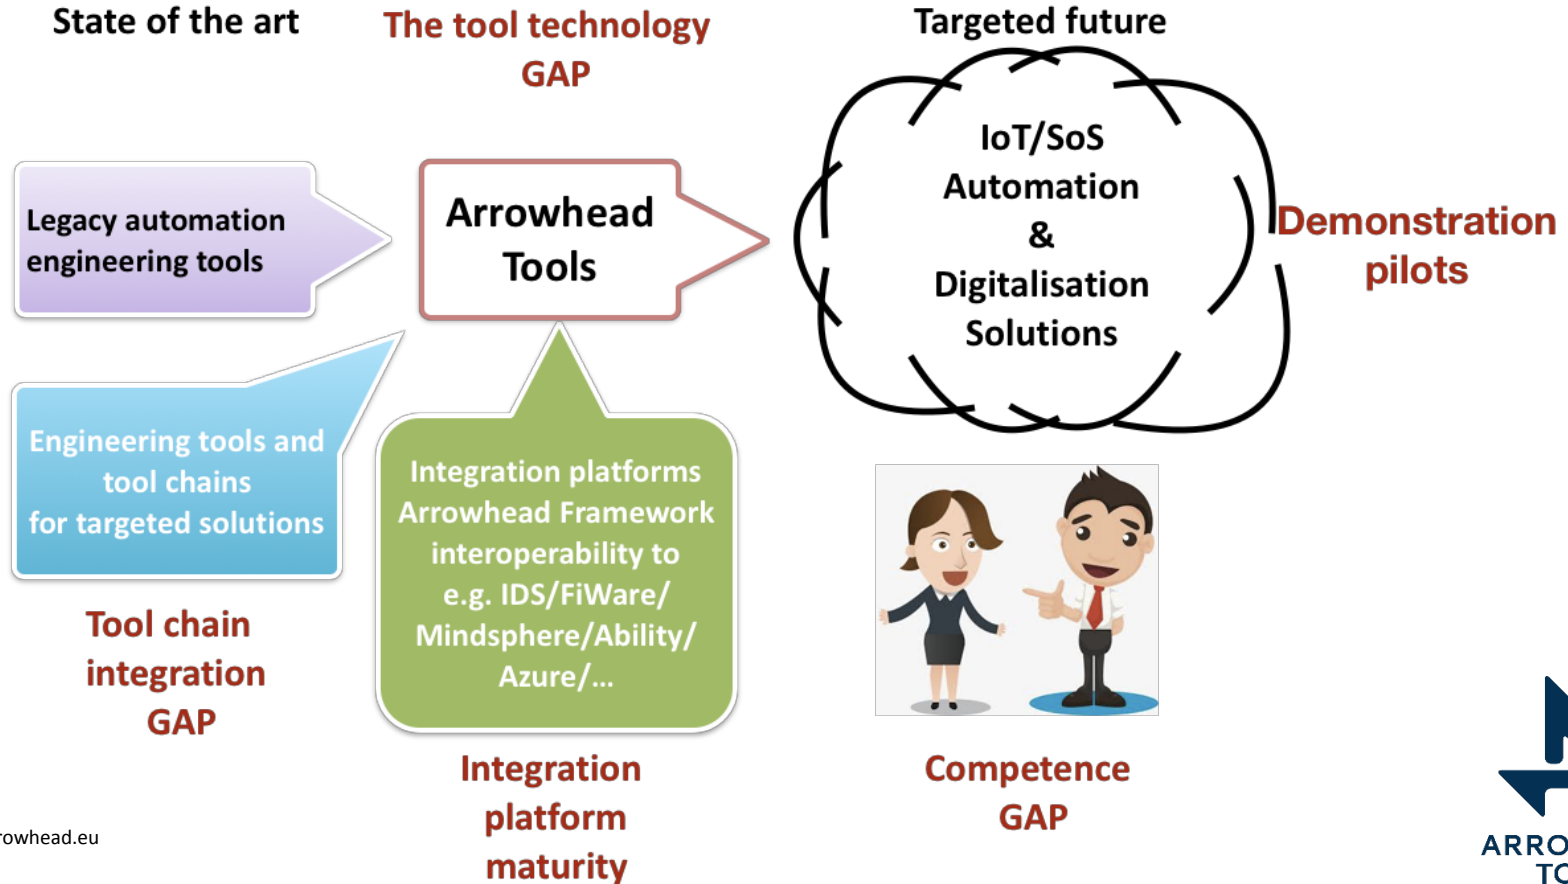 State of the art
The tool technology
GAP
Targeted future
Legacy automation
engineering tools
Arrowhead
Tools
IoT/SoS
Automation
&
Digitalisation
Solutions
Demonstration
pilots
Engineering tools and
tool chains
for targeted solutions
Integration platforms
Arrowhead Framework
interoperability to
e.g. IDS/FiWare/
Mindsphere/Ability/
Azure/...
Tool chain
integration
GAP
Integration
platform
maturity
Competence
GAP
rowhead.eu
ARRO
TO